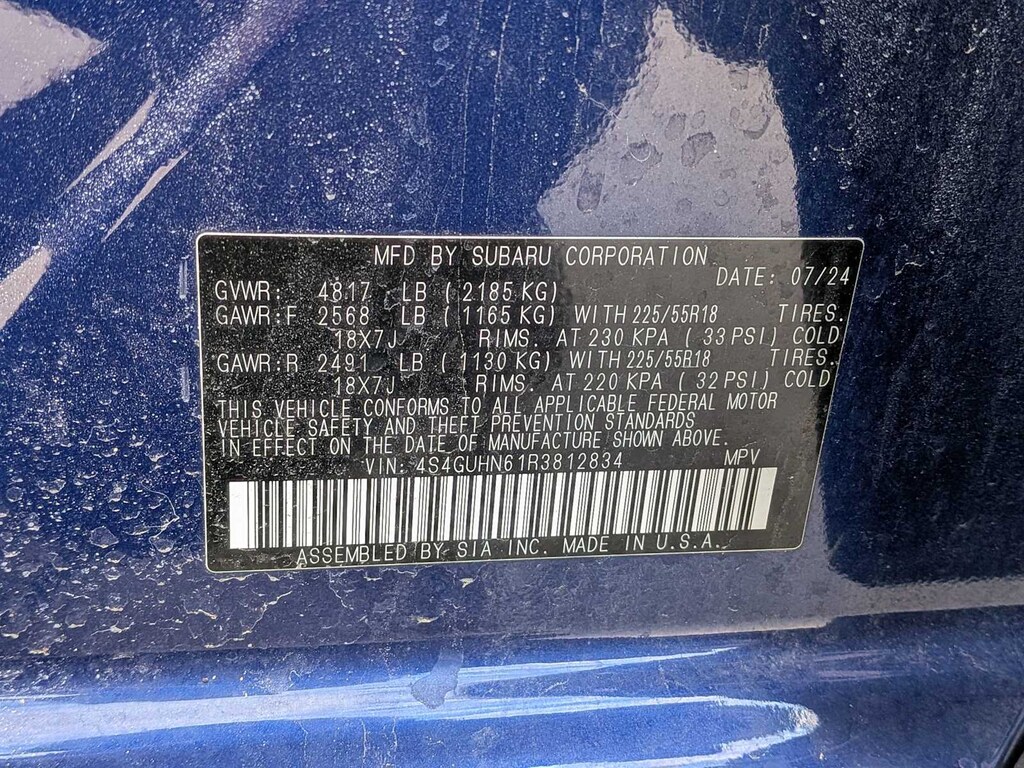 MFD BY SUBARU CORPORATION
DATE: 07/24
GVWR: 4817 LB (2185 KG)
GAWR:F 2568 LB (1165 KG) WITH 225/55R18 TIRES.
18X7J RIMS. AT 230 KPA (33 PSI) COLD
GAWR:R 2491 LB (1130 KG) WITH 225/55R18 TIRES.
18X7J RIMS. AT 220 KPA (32 PSI) COLD
THIS VEHICLE CONFORMS TO ALL APPLICABLE FEDERAL MOTOR
VEHICLE SAFETY AND THEFT PREVENTION STANDARDS
IN EFFECT ON THE DATE OF MANUFACTURE SHOWN ABOVE.
VIN: 4S4GUHN61R3812834 MPV
ASSEMBLED BY SIA INC. MADE IN U.S.A.